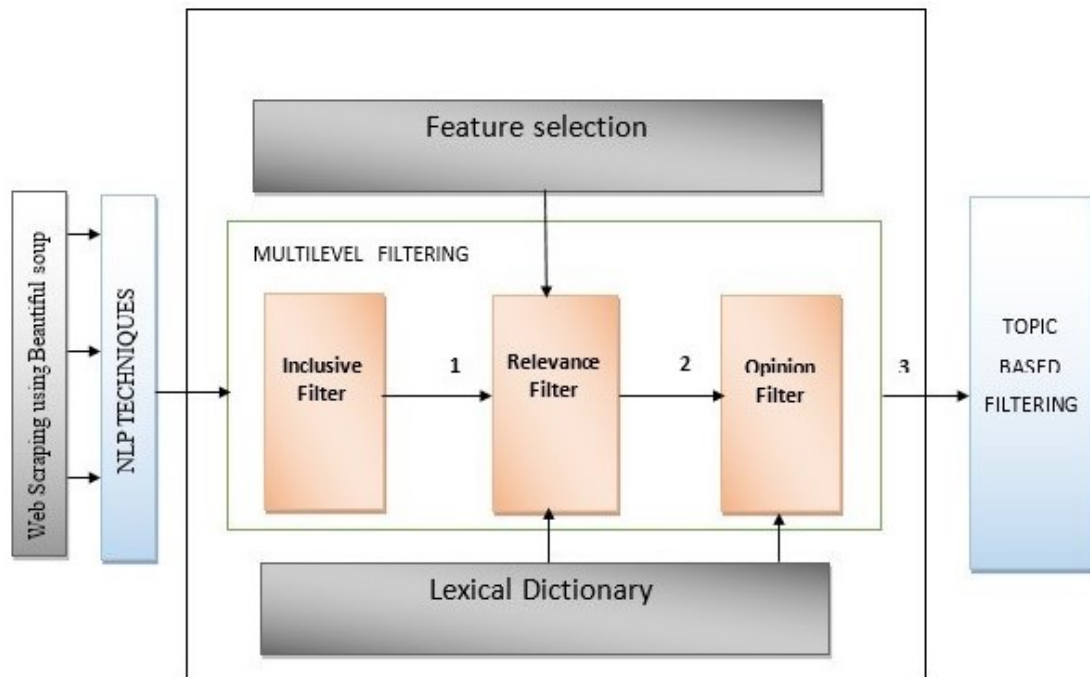 Feature selection
Web Scraping using Beautiful soup
NLP TECHNIQUES
MULTILEVEL FILTERING
Inclusive
Filter
1
Relevance
Filter
2
Opinion
Filter
3
TOPIC
BASED
FILTERING
Lexical Dictionary